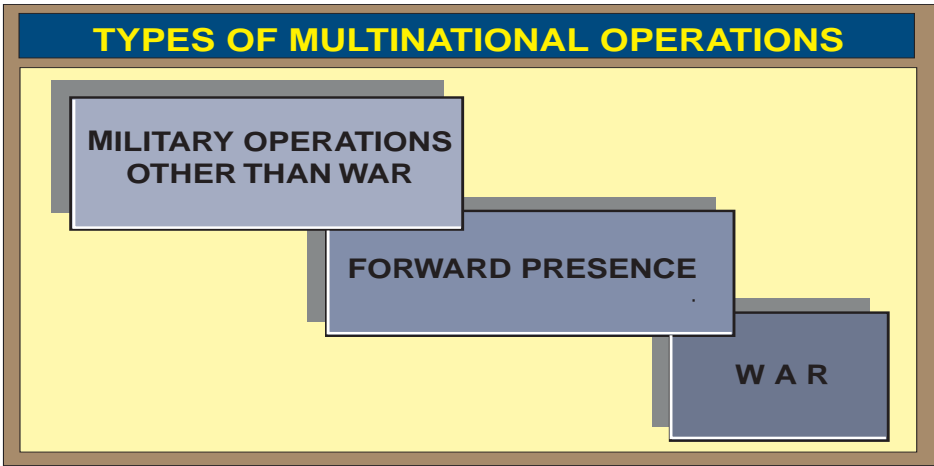 TYPES OF MULTINATIONAL OPERATIONS
MILITARY OPERATIONS
OTHER THAN WAR
FORWARD PRESENCE
.
W A R